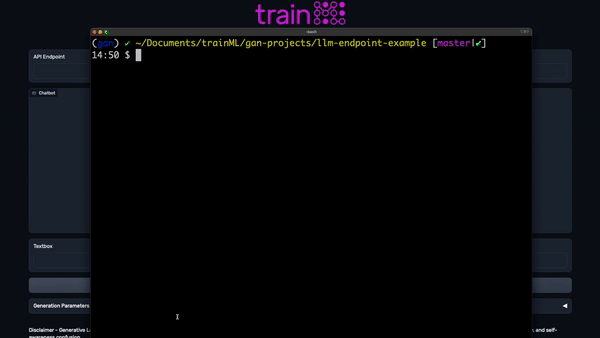 train
(gan) ✔ ~/Documents/trainML/gan-projects/llm-endpoint-example [master|✔]
14:50 $
API Endpoint
Chatbot
Textbox
Generation Parameters
Disclaimer - Generative La
, and self-
awareness confusion.